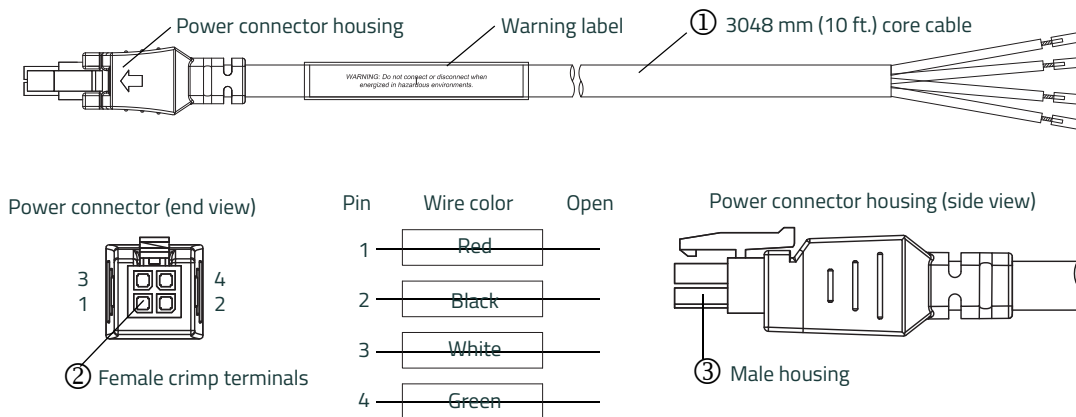 Power connector housing
Warning label
① 3048 mm (10 ft.) core cable
WARNING: Do not connect or disconnect when
energized in hazardous environments.
Power connector (end view)
Pin Wire color Open
Power connector housing (side view)
1 Red
2 Black
3 White
4 Green
3 4
1 2
② Female crimp terminals
③ Male housing